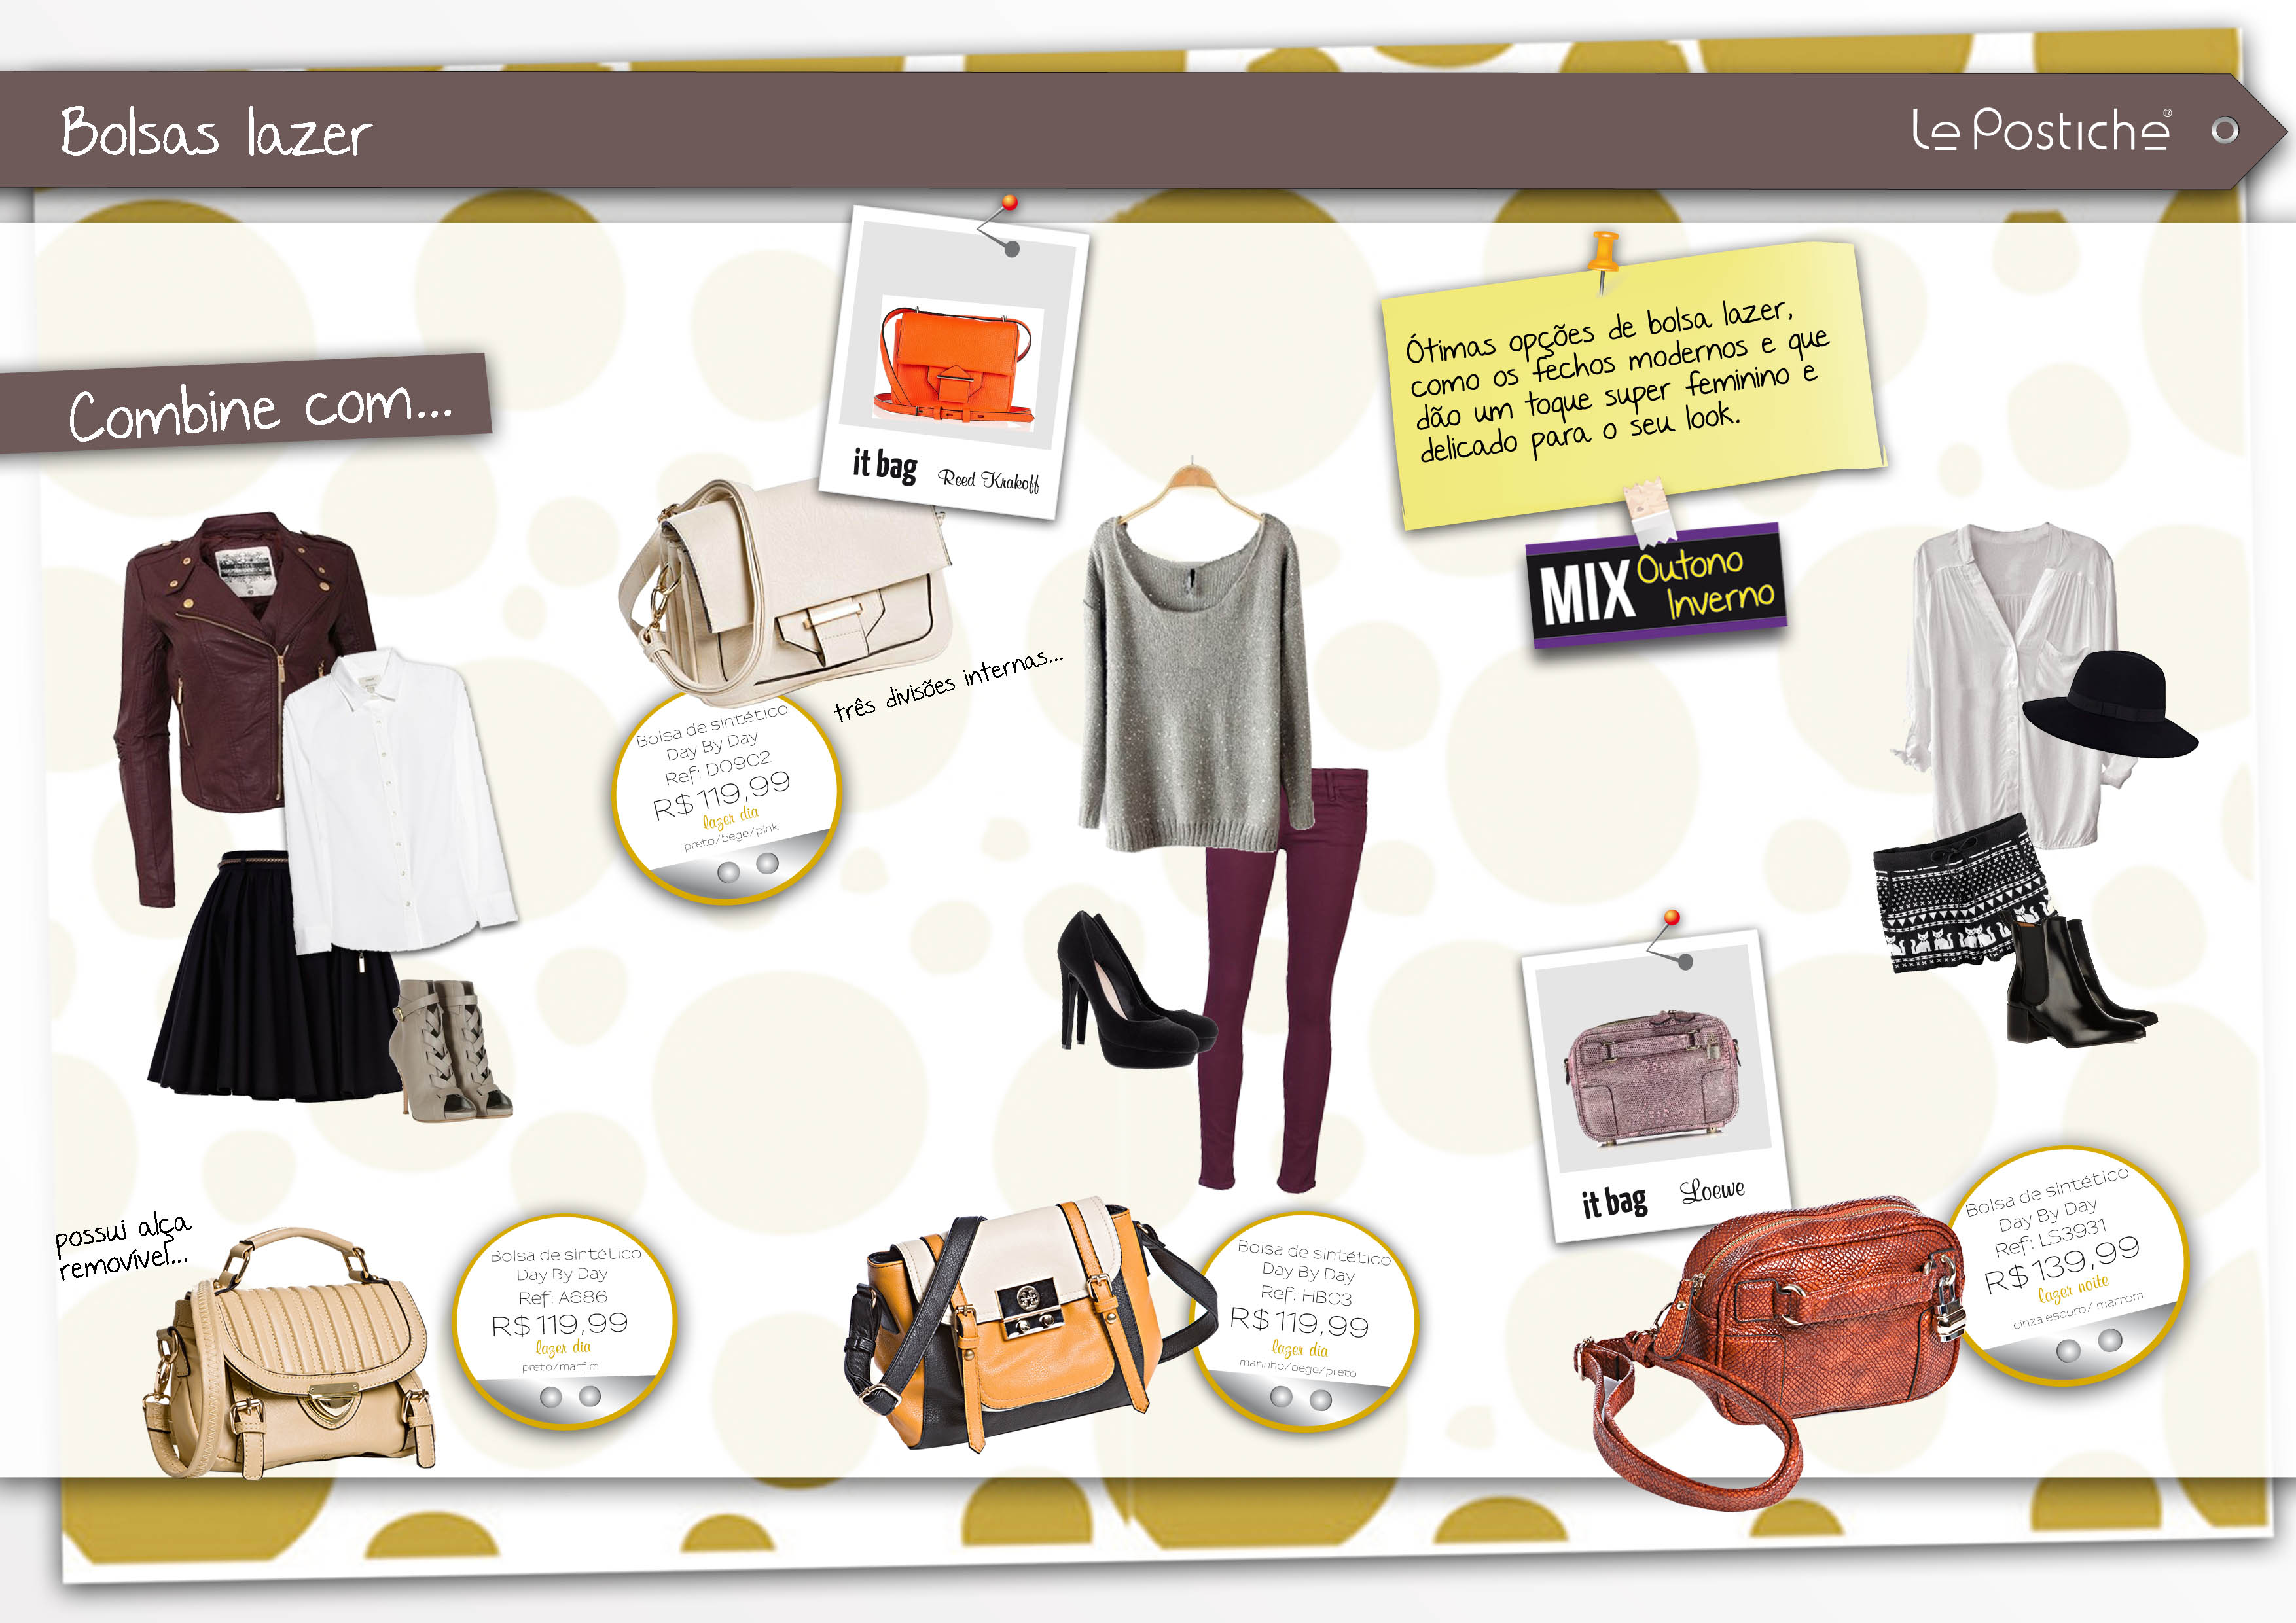 Bolsas lazer
Le Postiche®
Combine com...
it bag Reed Krakoff
Ótimas opções de bolsa lazer,
como os fechos modernos e que
dão um toque super feminino e
delicado para o seu look.
MIX Outono
Inverno
três divisões internas...
Bolsa de sintético
Day By Day
Ref: D0902
R$119,99
lazer dia
preto/bege/pink
it bag Loewe
possui alça
removível...
Bolsa de sintético
Day By Day
Ref: A686
R$119,99
lazer dia
preto/marfim
Bolsa de sintético
Day By Day
Ref: HB03
R$119,99
lazer dia
marinho/bege/preto
Bolsa de sintético
Day By Day
Ref: LS3931
R$139,99
lazer noite
cinza escuro/ marrom